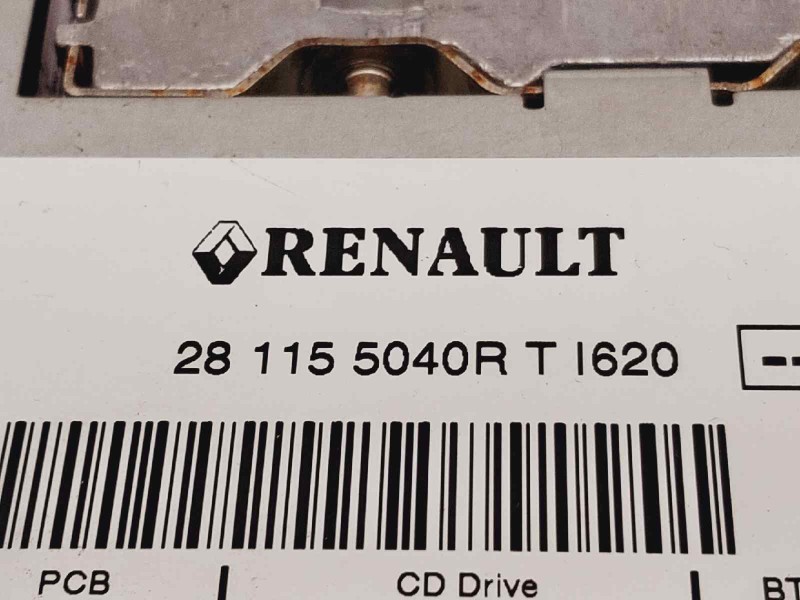 RENAULT
28 115 5040R T I620
--
PCB CD Drive BT